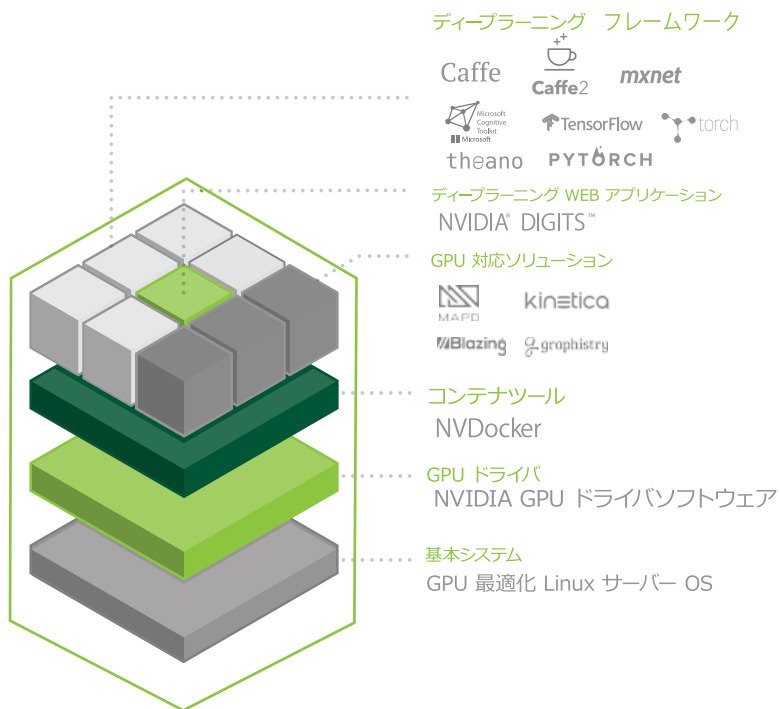 ディープラーニング フレームワーク
Caffe
Caffe2
mxnet
Microsoft
Cognitive
Toolkit
Microsoft
TensorFlow
torch
theano
PYTORCH
ディープラーニング WEB アプリケーション
NVIDIA® DIGITS™
GPU 対応ソリューション
MAPD
kinetica
Blazing
graphistry
コンテナツール
NVDocker
GPU ドライバ
NVIDIA GPU ドライバソフトウェア
基本システム
GPU 最適化 Linux サーバー OS